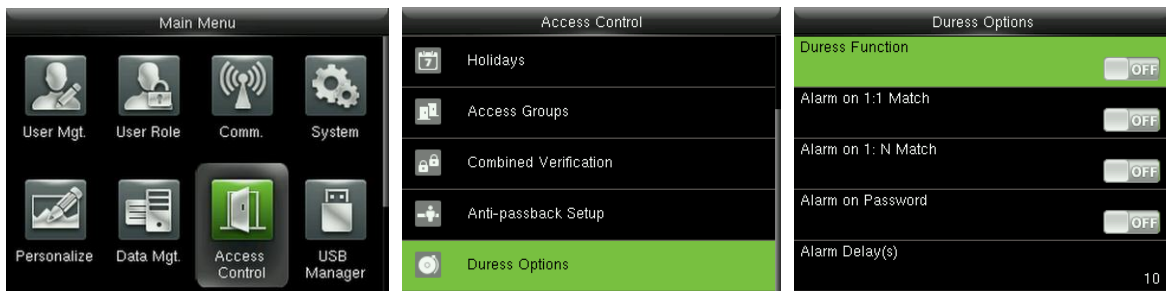 Main Menu
User Mgt.
User Role
Comm.
System
Personalize
Data Mgt.
Access
Control
USB
Manager
Access Control
7
Holidays
Access Groups
Combined Verification
Anti-passback Setup
Duress Options
Duress Options
Duress Function
OFF
Alarm on 1:1 Match
OFF
Alarm on 1: N Match
OFF
Alarm on Password
OFF
Alarm Delay(s)
10